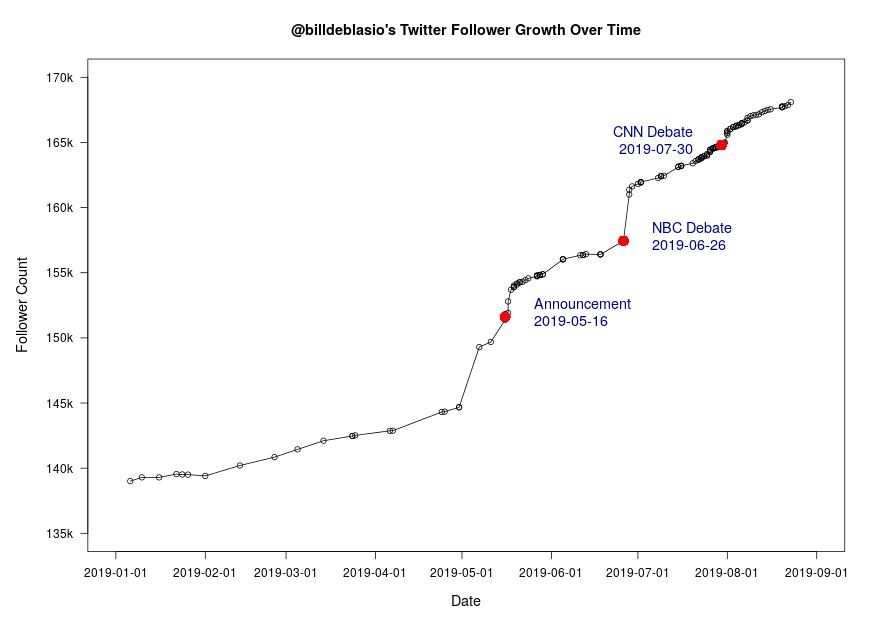 @billdeblasio's Twitter Follower Growth Over Time
170k
165k
160k
155k
150k
145k
140k
135k
Follower Count
CNN Debate
2019-07-30
NBC Debate
2019-06-26
Announcement
2019-05-16
2019-01-01
2019-02-01
2019-03-01
2019-04-01
2019-05-01
2019-06-01
2019-07-01
2019-08-01
2019-09-01
Date